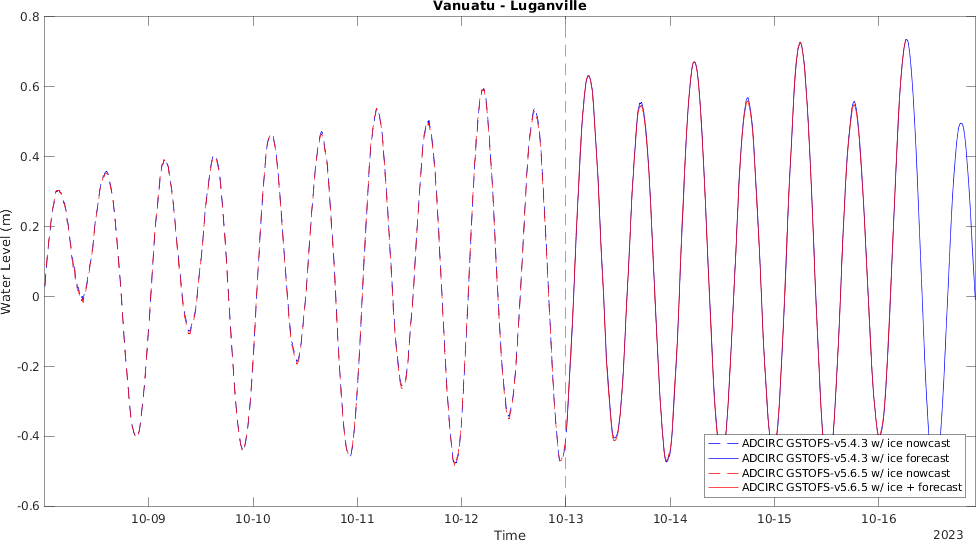 Vanuatu - Luganville
Water Level (m)
0.8
0.6
0.4
0.2
0
-0.2
-0.4
-0.6
10-09
10-10
10-11
10-12
10-13
10-14
10-15
10-16
Time
2023
ADCIRC GSTOFS-v5.4.3 w/ ice nowcast
ADCIRC GSTOFS-v5.4.3 w/ ice forecast
ADCIRC GSTOFS-v5.6.5 w/ ice nowcast
ADCIRC GSTOFS-v5.6.5 w/ ice + forecast